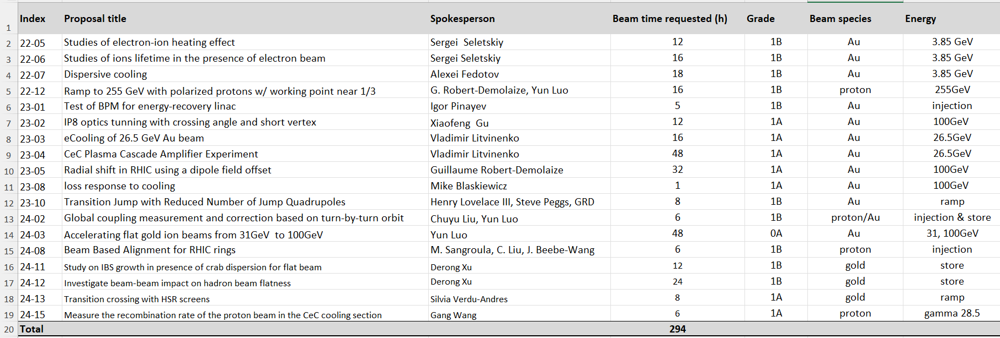 1 Index Proposal title Spokesperson Beam time requested (h) Grade Beam species Energy
2 22-05 Studies of electron-ion heating effect Sergei  Seletskiy 12 1B Au 3.85 GeV
3 22-06 Studies of ions lifetime in the presence of electron beam Sergei Seletskiy 16 1B Au 3.85 GeV
4 22-07 Dispersive cooling Alexei Fedotov 18 1B Au 3.85 GeV
5 22-12 Ramp to 255 GeV with polarized protons w/ working point near 1/3 G. Robert-Demolaize, Yun Luo 16 1B proton 255GeV
6 23-01 Test of BPM for energy-recovery linac Igor Pinayev 5 1B Au injection
7 23-02 IP8 optics tunning with crossing angle and short vertex Xiaofeng  Gu 12 1A Au 100GeV
8 23-03 eCooling of 26.5 GeV Au beam Vladimir Litvinenko 16 1A Au 26.5GeV
9 23-04 CeC Plasma Cascade Amplifier Experiment Vladimir Litvinenko 48 1A Au 26.5GeV
10 23-05 Radial shift in RHIC using a dipole field offset Guillaume Robert-Demolaize 32 1A Au 100GeV
11 23-08 loss response to cooling Mike Blaskiewicz 1 1A Au 100GeV
12 23-10 Transition Jump with Reduced Number of Jump Quadrupoles Henry Lovelace III, Steve Peggs, GRD 8 1B Au ramp
13 24-02 Global coupling measurement and correction based on turn-by-turn orbit Chuyu Liu, Yun Luo 6 1B proton/Au injection & store
14 24-03 Accelerating flat gold ion beams from 31GeV  to 100GeV Yun Luo 48 0A Au 31, 100GeV
15 24-08 Beam Based Alignment for RHIC rings M. Sangroula, C. Liu, J. Beebe-Wang 6 1B proton injection
16 24-11 Study on IBS growth in presence of crab dispersion for flat beam Derong Xu 12 1B gold store
17 24-12 Investigate beam-beam impact on hadron beam flatness Derong Xu 24 1B gold store
18 24-13 Transition crossing with HSR screens Silvia Verdu-Andres 8 1A gold ramp
19 24-15 Measure the recombination rate of the proton beam in the CeC cooling section Gang Wang 6 1A proton gamma 28.5
20 Total 294